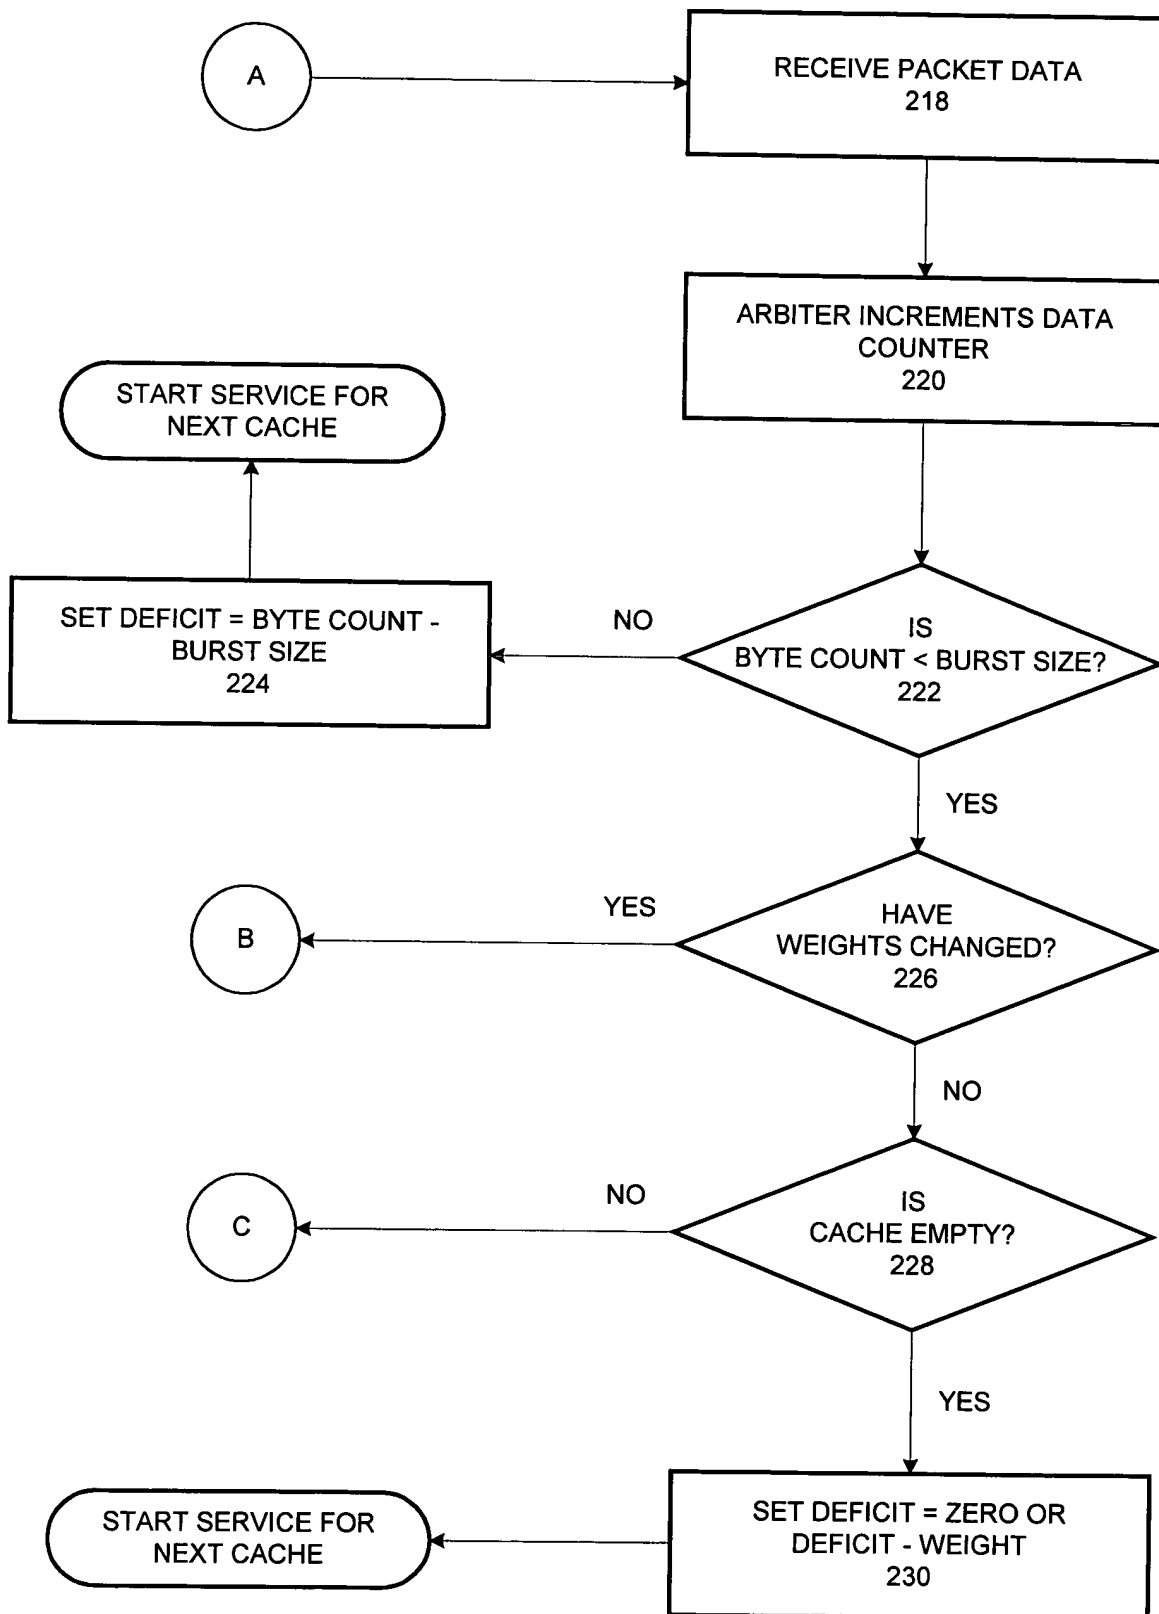 A
RECEIVE PACKET DATA
218
ARBITER INCREMENTS DATA
COUNTER
220
START SERVICE FOR
NEXT CACHE
SET DEFICIT = BYTE COUNT -
BURST SIZE
224
NO
IS
BYTE COUNT < BURST SIZE?
222
YES
B
YES
HAVE
WEIGHTS CHANGED?
226
NO
C
NO
IS
CACHE EMPTY?
228
YES
START SERVICE FOR
NEXT CACHE
SET DEFICIT = ZERO OR
DEFICIT - WEIGHT
230